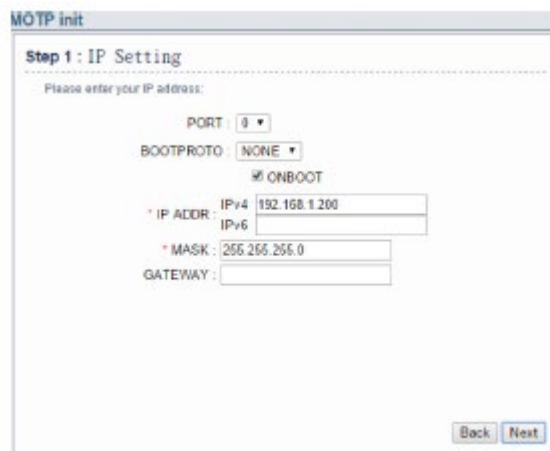 MOTP init
Step 1 : IP Setting
Please enter your IP address:
PORT : 0
BOOTPROTO : NONE
ONBOOT
* IP ADDR : IPv4 192.168.1.200
IPv6
* MASK : 255.255.255.0
GATEWAY :
Back Next